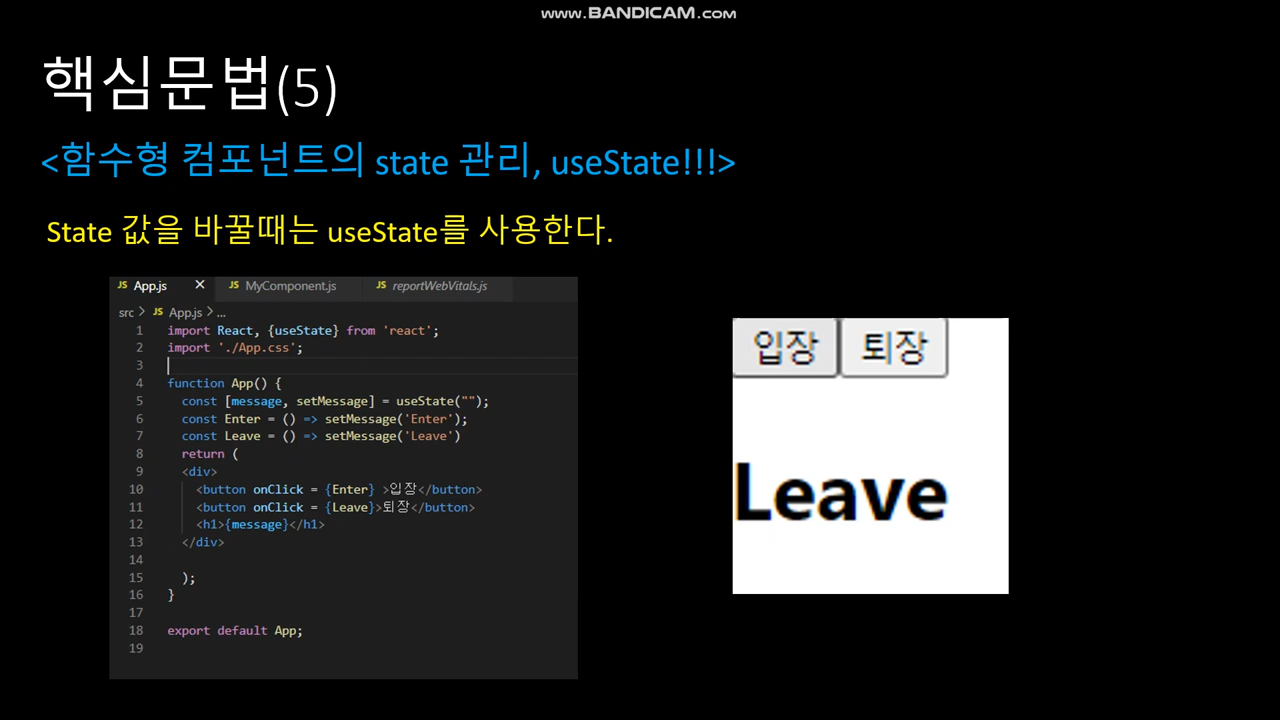 www.BANDICAM.com
핵심문법(5)
<함수형 컴포넌트의 state 관리, useState!!!>
State 값을 바꿀때는 useState를 사용한다.
JS App.js × JS MyComponent.js JS reportWebVitals.js
src > JS App.js > ...
1 import React, {useState} from 'react';
2 import './App.css';
3
4 function App() {
5 const [message, setMessage] = useState("");
6 const Enter = () => setMessage('Enter');
7 const Leave = () => setMessage('Leave')
8 return (
9 <div>
10 <button onClick = {Enter} >입장</button>
11 <button onClick = {Leave}>퇴장</button>
12 <h1>{message}</h1>
13 </div>
14
15 );
16 }
17
18 export default App;
19
입장 퇴장
Leave